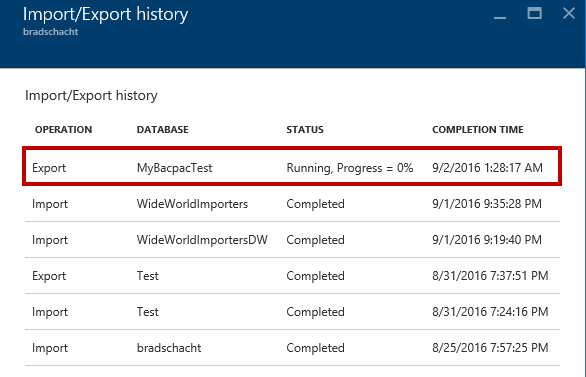 Import/Export history
bradschacht
Import/Export history
OPERATION DATABASE STATUS COMPLETION TIME
Export MyBacpacTest Running, Progress = 0% 9/2/2016 1:28:17 AM
Import WideWorldImporters Completed 9/1/2016 9:35:28 PM
Import WideWorldImportersDW Completed 9/1/2016 9:19:40 PM
Export Test Completed 8/31/2016 7:37:51 PM
Import Test Completed 8/31/2016 7:24:16 PM
Import bradschacht Completed 8/25/2016 7:57:25 PM